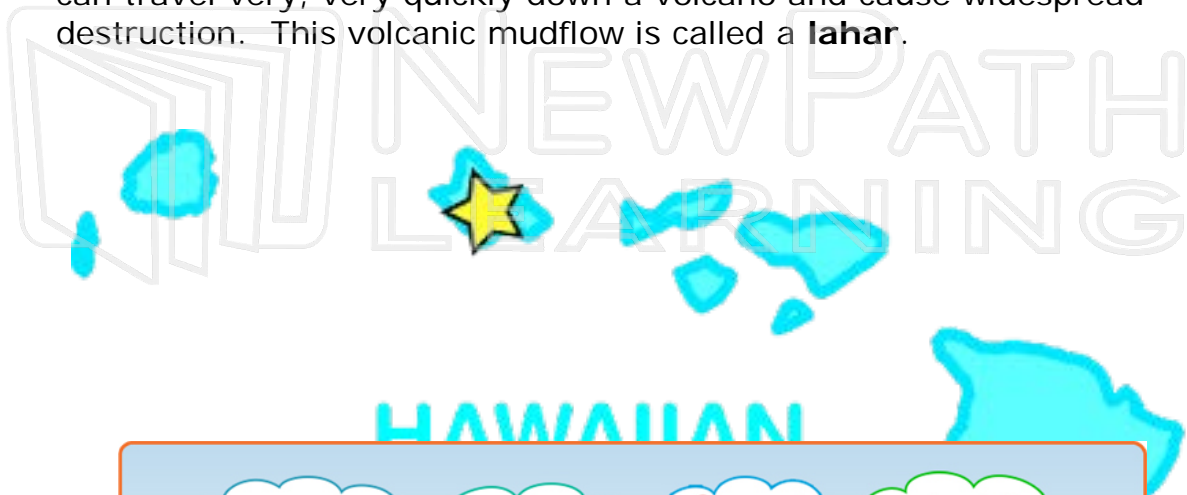 can travel very, very quickly down a volcano and cause widespread
destruction. This volcanic mudflow is called a lahar.
NEWPATH
LEARNING
HAWAIIAN